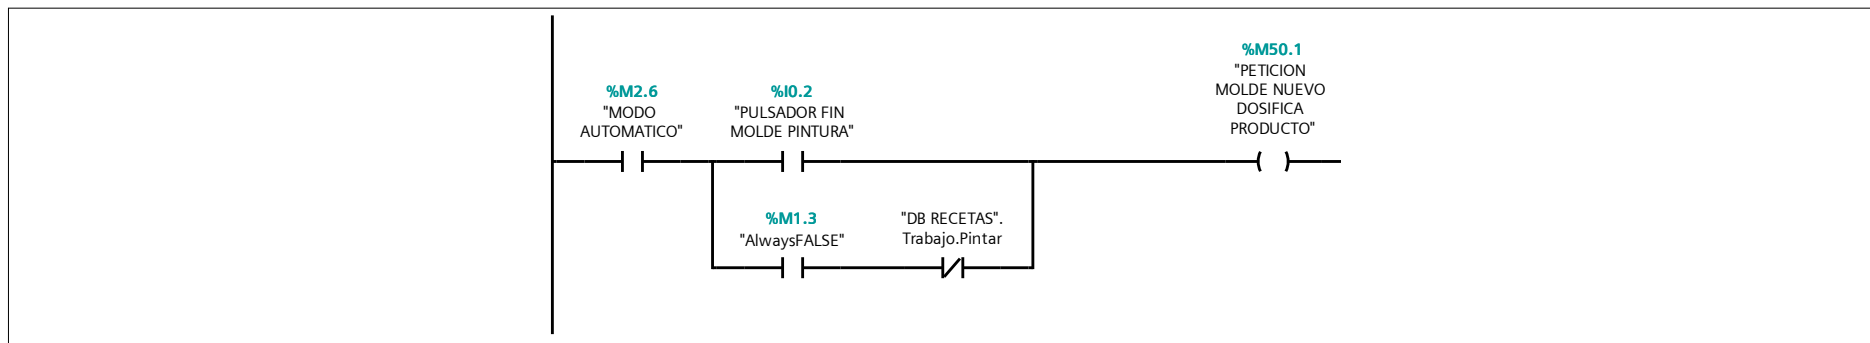 %M50.1
"PETICION
MOLDE NUEVO
DOSIFICA
PRODUCTO"
%M2.6
"MODO
AUTOMATICO"
%I0.2
"PULSADOR FIN
MOLDE PINTURA"
%M1.3
"AlwaysFALSE"
"DB RECETAS".
Trabajo.Pintar